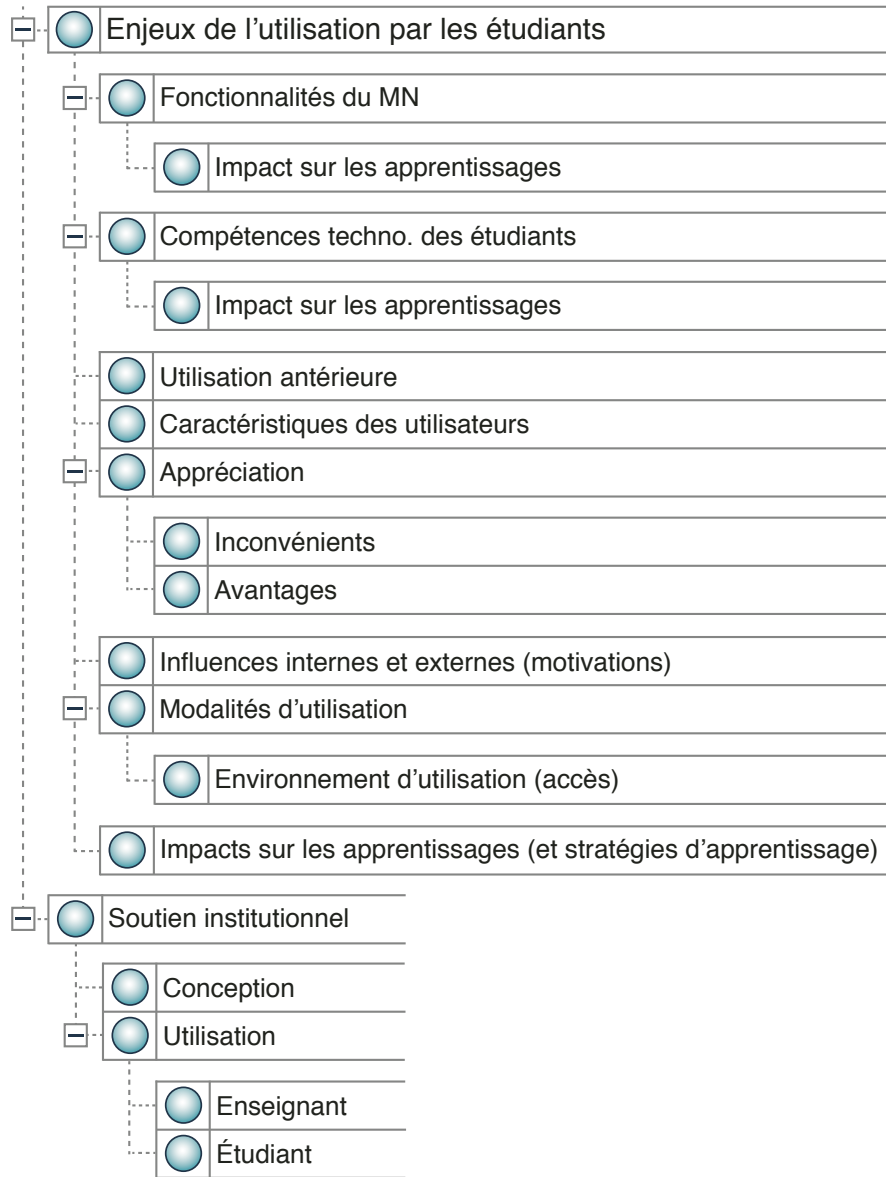 Enjeux de l’utilisation par les étudiants
Fonctionnalités du MN
Impact sur les apprentissages
Compétences techno. des étudiants
Impact sur les apprentissages
Utilisation antérieure
Caractéristiques des utilisateurs
Appréciation
Inconvénients
Avantages
Influences internes et externes (motivations)
Modalités d’utilisation
Environnement d’utilisation (accès)
Impacts sur les apprentissages (et stratégies d’apprentissage)
Soutien institutionnel
Conception
Utilisation
Enseignant
Étudiant